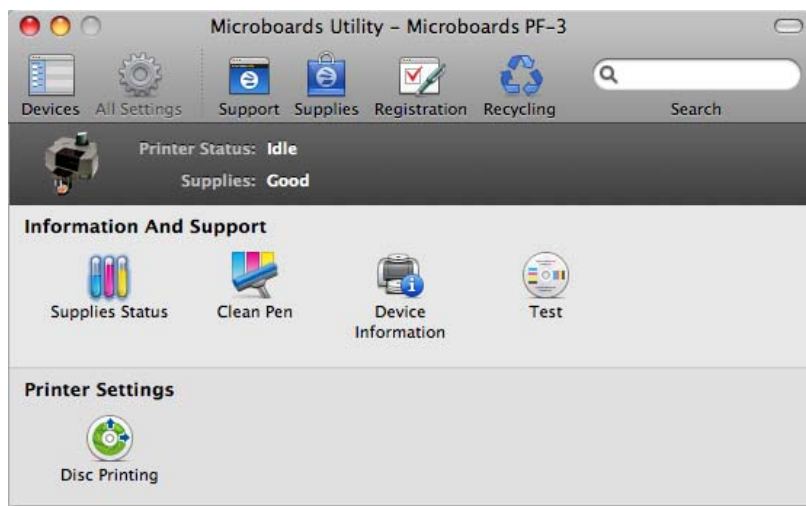 Microboards Utility – Microboards PF-3
Devices All Settings Support Supplies Registration Recycling Search
Printer Status: Idle
Supplies: Good
Information And Support
Supplies Status Clean Pen Device Information Test
Printer Settings
Disc Printing